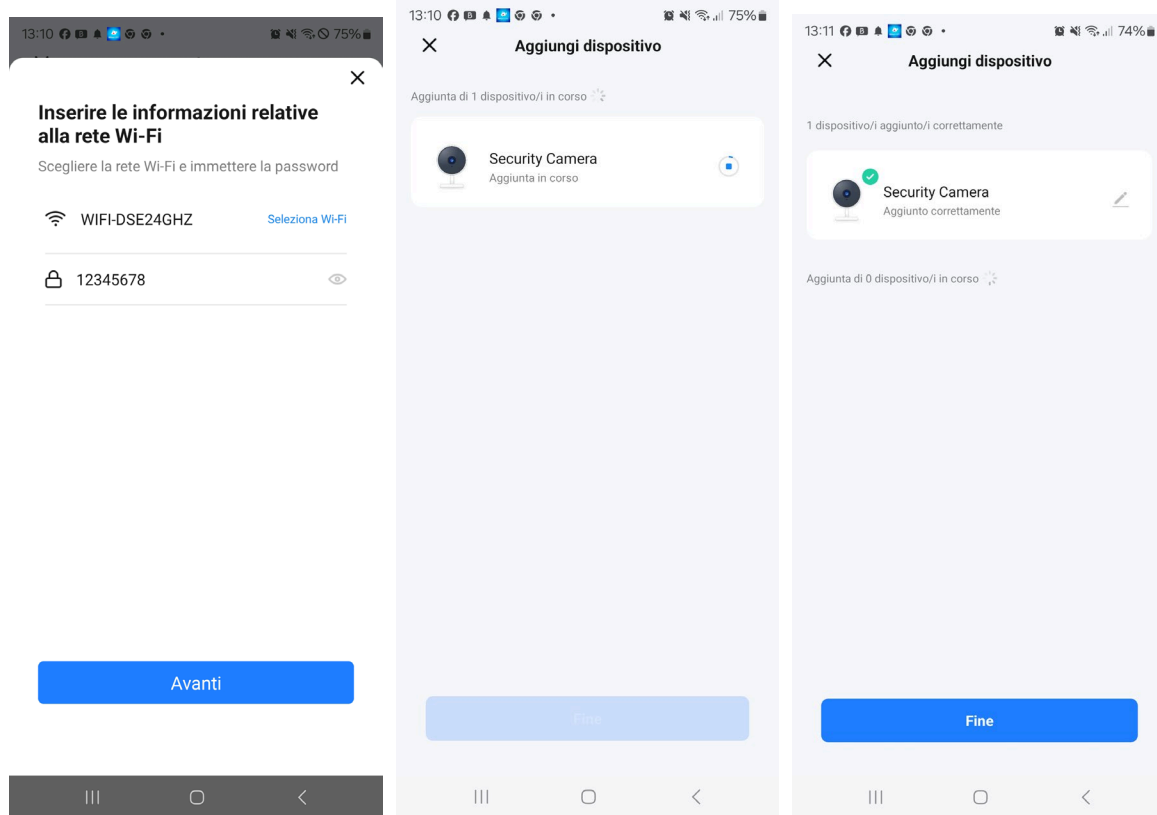 13:10 75%
Inserire le informazioni relative
alla rete Wi-Fi
Scegliere la rete Wi-Fi e immettere la password
WIFI-DSE24GHZ Seleziona Wi-Fi
12345678
Avanti
13:10 75%
Aggiungi dispositivo
Aggiunta di 1 dispositivo/i in corso
Security Camera
Aggiunta in corso
Fine
13:11 74%
Aggiungi dispositivo
1 dispositivo/i aggiunto/i correttamente
Security Camera
Aggiunto correttamente
Aggiunta di 0 dispositivo/i in corso
Fine